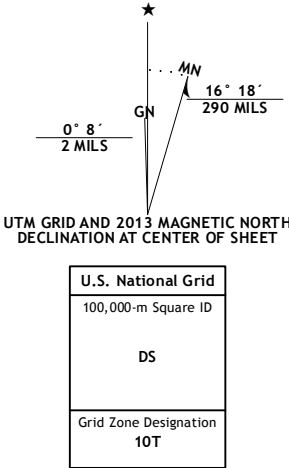 ★
MN
GN
16° 18´
290 MILS
0° 8´
2 MILS
UTM GRID AND 2013 MAGNETIC NORTH
DECLINATION AT CENTER OF SHEET
U.S. National Grid
100,000-m Square ID
DS
Grid Zone Designation
10T